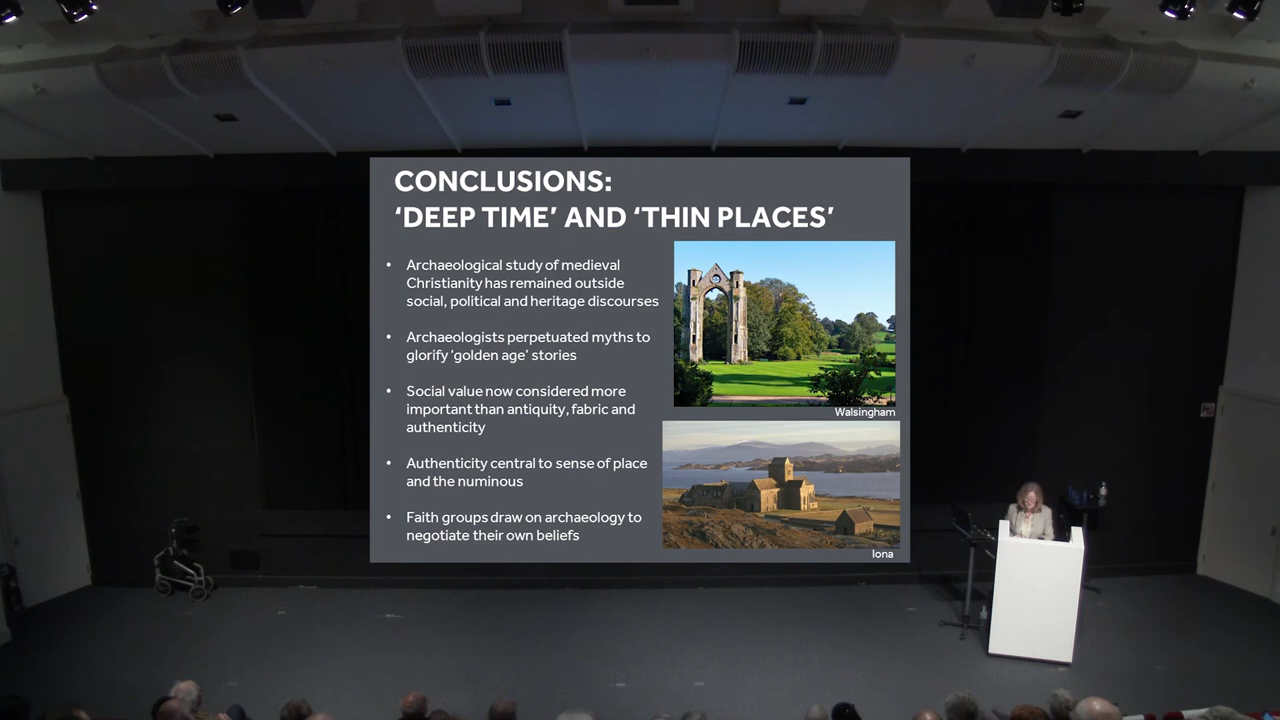 CONCLUSIONS:
‘DEEP TIME’ AND ‘THIN PLACES’
• Archaeological study of medieval
Christianity has remained outside
social, political and heritage discourses
• Archaeologists perpetuated myths to
glorify ‘golden age’ stories
• Social value now considered more
important than antiquity, fabric and
authenticity
• Authenticity central to sense of place
and the numinous
• Faith groups draw on archaeology to
negotiate their own beliefs
Walsingham
Iona